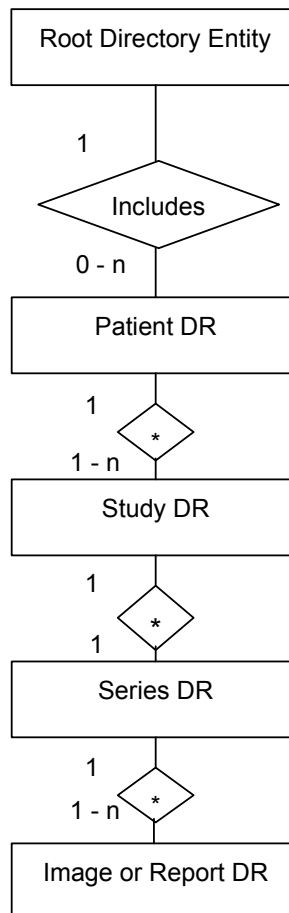 Root Directory Entity
1
Includes
0 - n
Patient DR
1
*
1 - n
Study DR
1
*
1
Series DR
1
*
1 - n
Image or Report DR